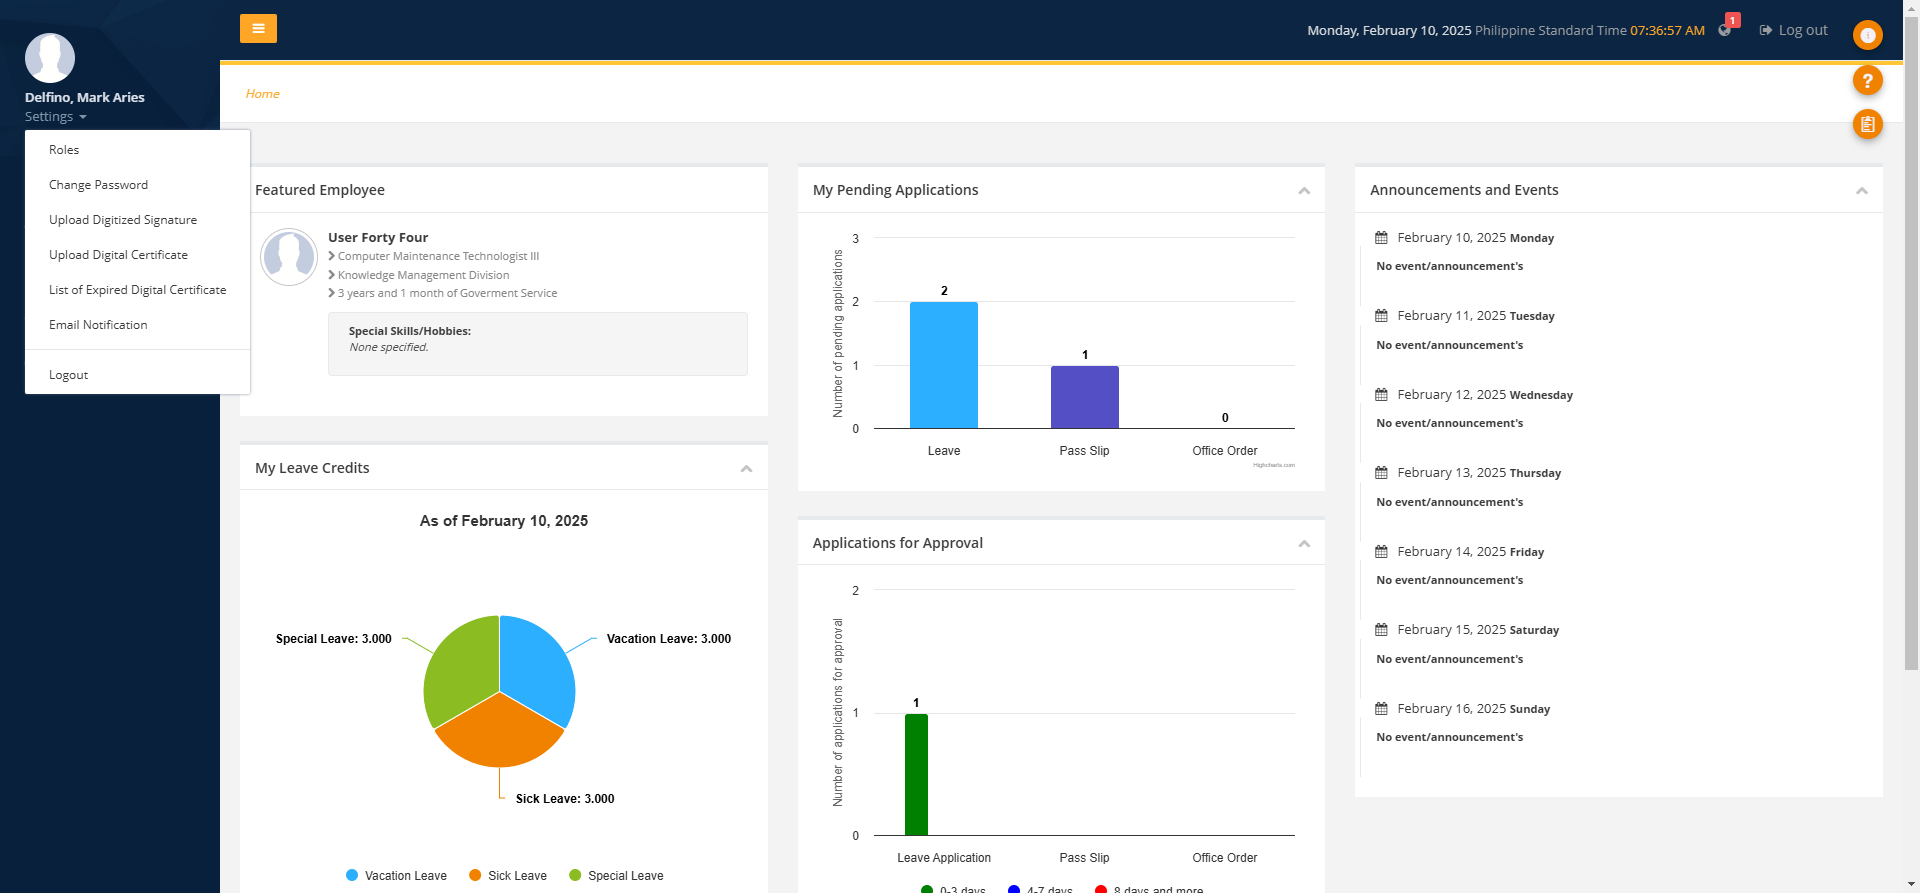 Delfino, Mark Aries
Settings
Roles
Change Password
Upload Digitized Signature
Upload Digital Certificate
List of Expired Digital Certificate
Email Notification
Logout
Monday, February 10, 2025 Philippine Standard Time 07:36:57 AM
1
Log out
?
Home
Featured Employee
User Forty Four
Computer Maintenance Technologist III
Knowledge Management Division
3 years and 1 month of Goverment Service
Special Skills/Hobbies:
None specified.
My Leave Credits
As of February 10, 2025
Special Leave: 3.000
Vacation Leave: 3.000
Sick Leave: 3.000
Vacation Leave
Sick Leave
Special Leave
My Pending Applications
Number of pending applications
3
2
1
0
2
1
0
Leave
Pass Slip
Office Order
Highcharts.com
Applications for Approval
Number of applications for approval
2
1
0
1
Leave Application
Pass Slip
Office Order
0-3 days
4-7 days
8 days and more
Announcements and Events
February 10, 2025 Monday
No event/announcement's
February 11, 2025 Tuesday
No event/announcement's
February 12, 2025 Wednesday
No event/announcement's
February 13, 2025 Thursday
No event/announcement's
February 14, 2025 Friday
No event/announcement's
February 15, 2025 Saturday
No event/announcement's
February 16, 2025 Sunday
No event/announcement's